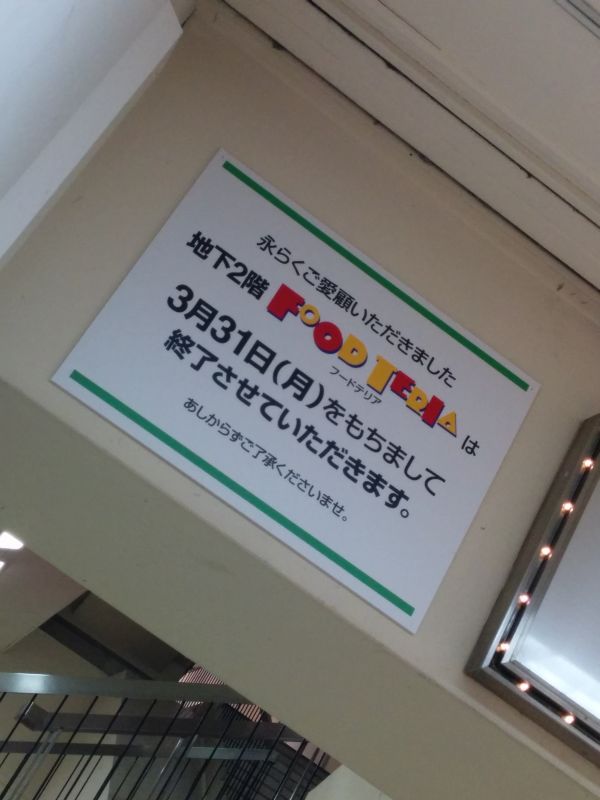 永らくご愛顧いただきました
地下2階 FOOD TEDIA は
フードテリア
3月31日(月)をもちまして
終了させていただきます。
あしからずご了承くださいませ。